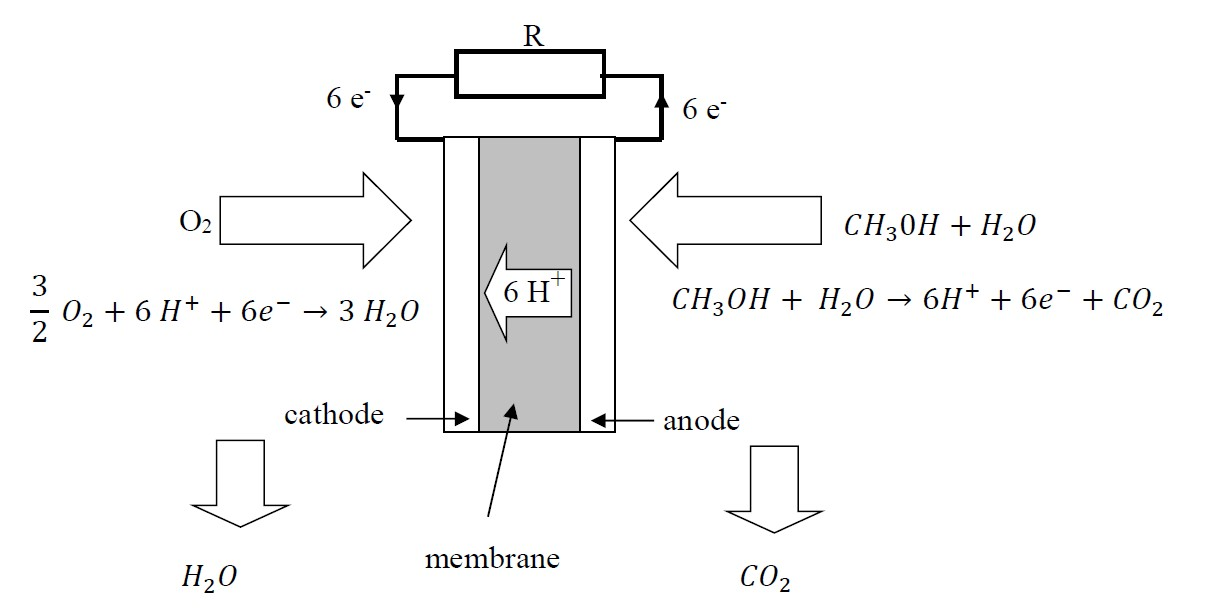 R
6 e⁻
6 e⁻
O₂
𝐶𝐻₃0𝐻 + 𝐻₂𝑂
6 H⁺
3/2 𝑂₂ + 6 𝐻⁺ + 6𝑒⁻ → 3 𝐻₂𝑂
𝐶𝐻₃𝑂𝐻 + 𝐻₂𝑂 → 6𝐻⁺ + 6𝑒⁻ + 𝐶𝑂₂
cathode
anode
membrane
𝐻₂𝑂
𝐶𝑂₂